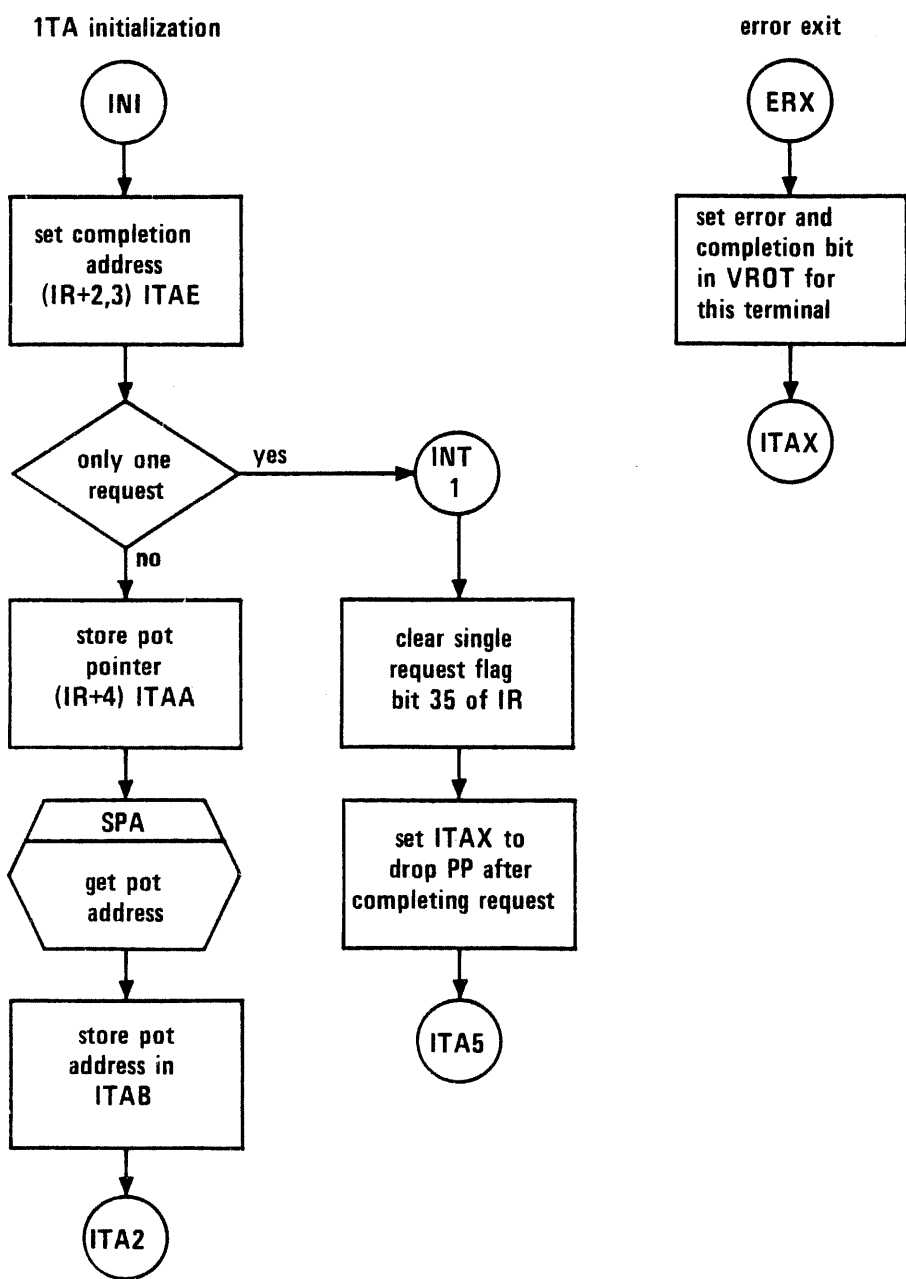 1TA initialization
INI
set completion
address
(IR+2,3) ITAE
only one
request
yes
no
store pot
pointer
(IR+4) ITAA
SPA
get pot
address
store pot
address in
ITAB
ITA2
INT
1
clear single
request flag
bit 35 of IR
set ITAX to
drop PP after
completing request
ITA5
error exit
ERX
set error and
completion bit
in VROT for
this terminal
ITAX